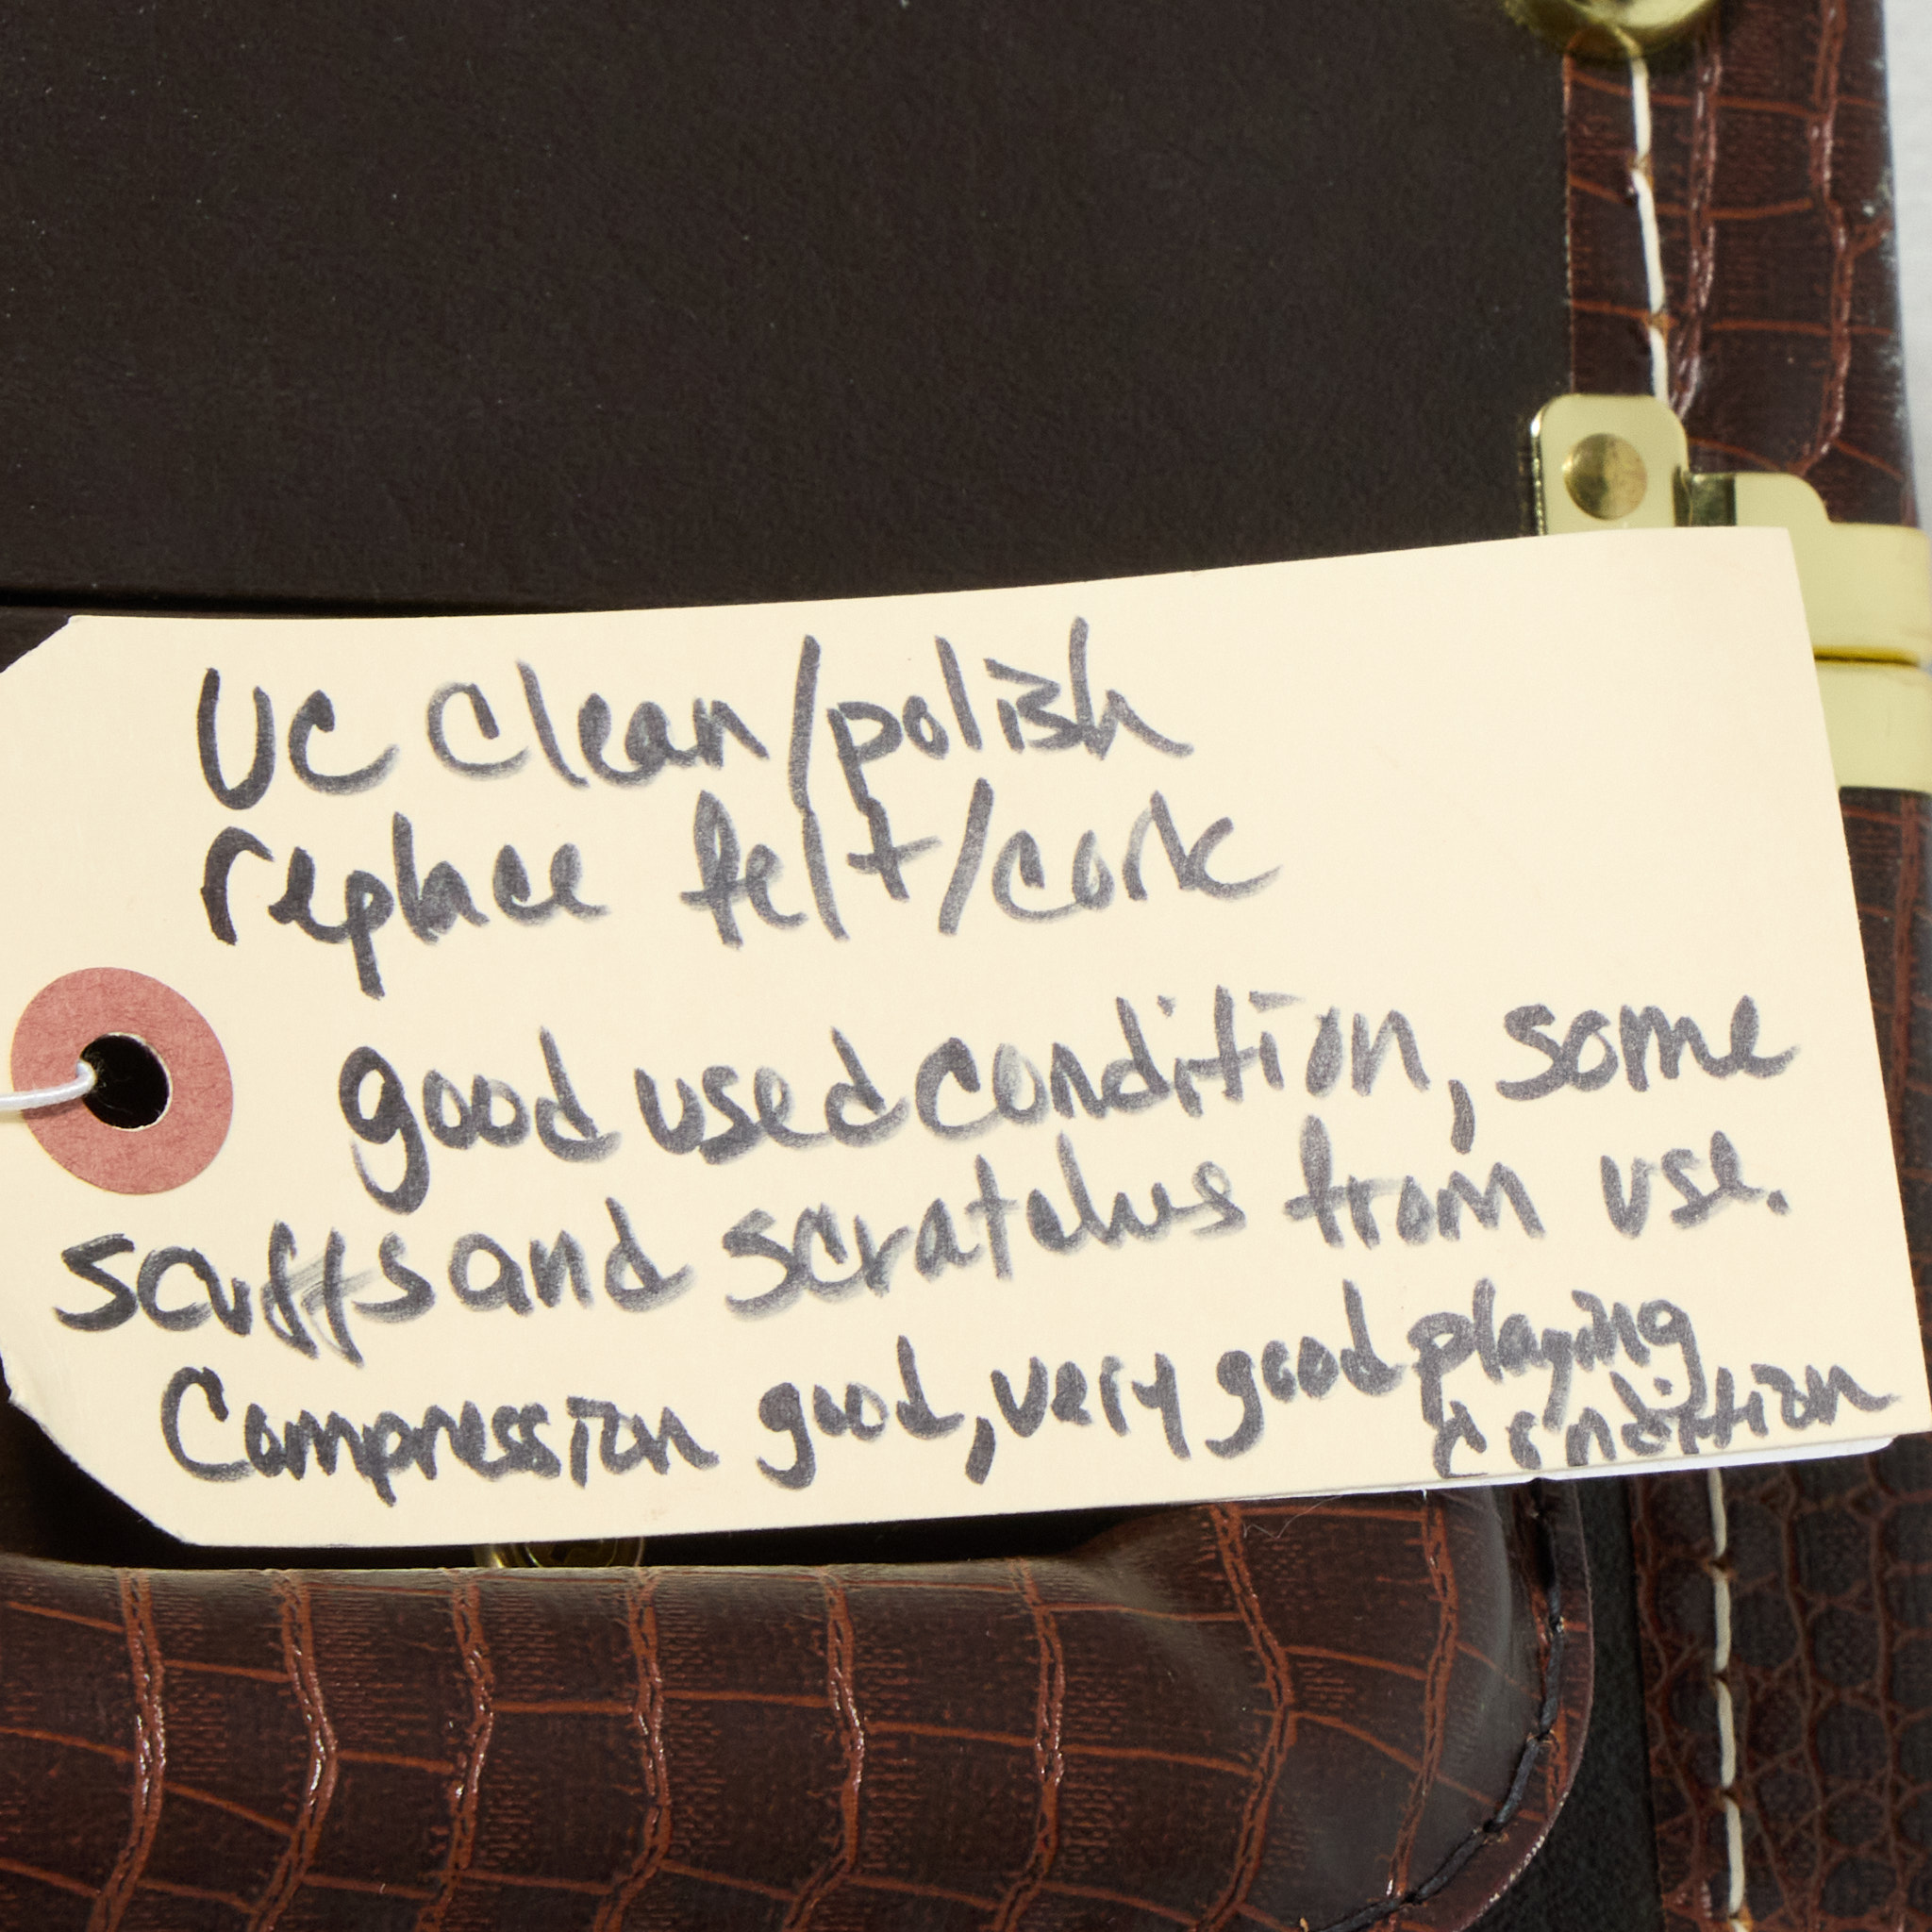 UC Clean/polish
replace felt/cork
good used condition, some
scuffs and scratches from use.
Compression good, very good playing
condition